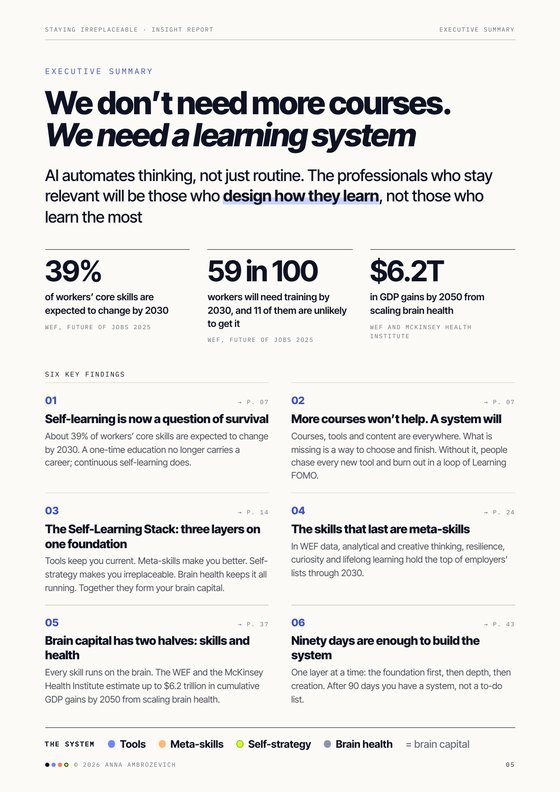 STAYING IRREPLACEABLE · INSIGHT REPORT
EXECUTIVE SUMMARY
EXECUTIVE SUMMARY
We don’t need more courses.
We need a learning system
AI automates thinking, not just routine. The professionals who stay
relevant will be those who design how they learn, not those who
learn the most
39%
of workers’ core skills are
expected to change by 2030
WEF, FUTURE OF JOBS 2025
59 in 100
workers will need training by
2030, and 11 of them are unlikely
to get it
WEF, FUTURE OF JOBS 2025
$6.2T
in GDP gains by 2050 from
scaling brain health
WEF AND MCKINSEY HEALTH
INSTITUTE
SIX KEY FINDINGS
01
→ P. 07
Self-learning is now a question of survival
About 39% of workers’ core skills are expected to change
by 2030. A one-time education no longer carries a
career; continuous self-learning does.
02
→ P. 07
More courses won’t help. A system will
Courses, tools and content are everywhere. What is
missing is a way to choose and finish. Without it, people
chase every new tool and burn out in a loop of Learning
FOMO.
03
→ P. 14
The Self-Learning Stack: three layers on
one foundation
Tools keep you current. Meta-skills make you better. Self-
strategy makes you irreplaceable. Brain health keeps it all
running. Together they form your brain capital.
04
→ P. 24
The skills that last are meta-skills
In WEF data, analytical and creative thinking, resilience,
curiosity and lifelong learning hold the top of employers’
lists through 2030.
05
→ P. 37
Brain capital has two halves: skills and
health
Every skill runs on the brain. The WEF and the McKinsey
Health Institute estimate up to $6.2 trillion in cumulative
GDP gains by 2050 from scaling brain health.
06
→ P. 43
Ninety days are enough to build the
system
One layer at a time: the foundation first, then depth, then
creation. After 90 days you have a system, not a to-do
list.
THE SYSTEM Tools Meta-skills Self-strategy Brain health = brain capital
© 2026 ANNA AMBROZEVICH
05